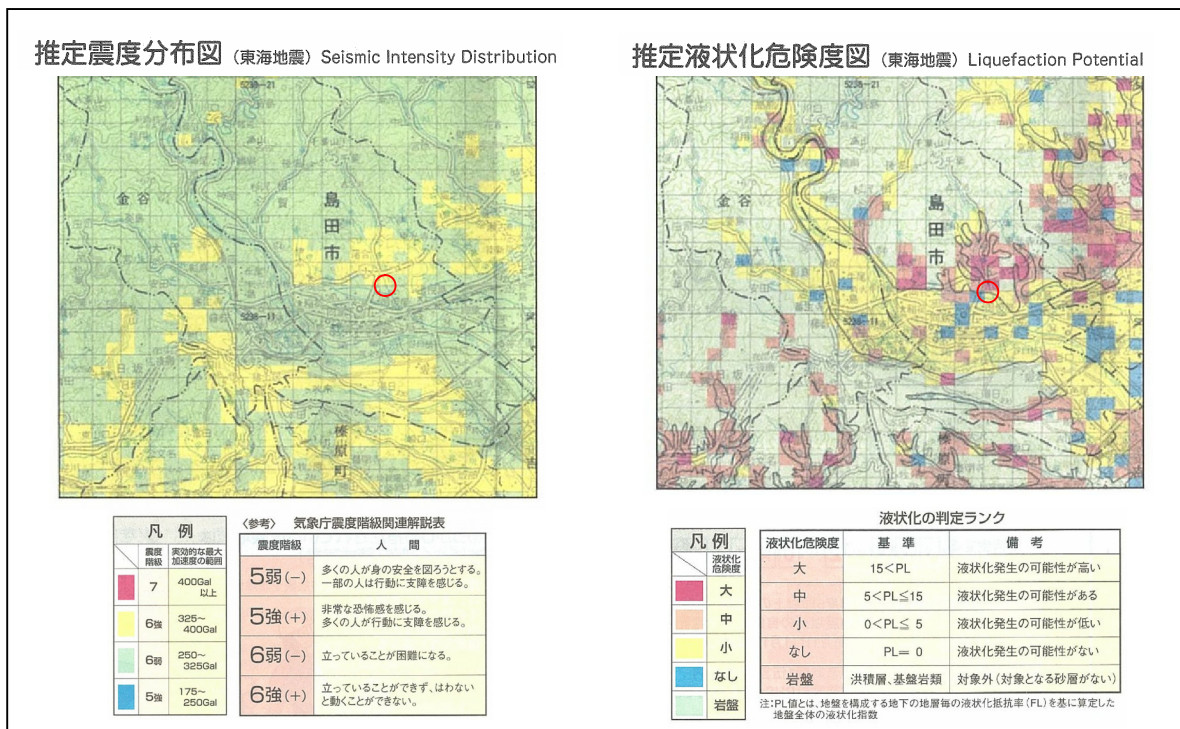 推定震度分布図 (東海地震) Seismic Intensity Distribution
5238-21
金谷
島田市
5238-11
日坂
榛原町
凡 例
震度階級
実効的な最大加速度の範囲
7 400Gal以上
6強 325~400Gal
6弱 250~325Gal
5強 175~250Gal
〈参考〉 気象庁震度階級関連解説表
震度階級 人 間
5弱(-) 多くの人が身の安全を図ろうとする。
一部の人は行動に支障を感じる。
5強(+) 非常な恐怖感を感じる。
多くの人が行動に支障を感じる。
6弱(-) 立っていることが困難になる。
6強(+) 立っていることができず、はわない
と動くことができない。
推定液状化危険度図 (東海地震) Liquefaction Potential
5238-21
金谷
島田市
5238-11
日坂
凡 例
液状化危険度
大
中
小
なし
岩盤
液状化の判定ランク
液状化危険度 基 準 備 考
大 15<PL 液状化発生の可能性が高い
中 5<PL≦15 液状化発生の可能性がある
小 0<PL≦ 5 液状化発生の可能性が低い
なし PL= 0 液状化発生の可能性がない
岩盤 洪積層、基盤岩類 対象外(対象となる砂層がない)
注:PL値とは、地盤を構成する地下の地層毎の液状化抵抗率(FL)を基に算定した
地盤全体の液状化指数